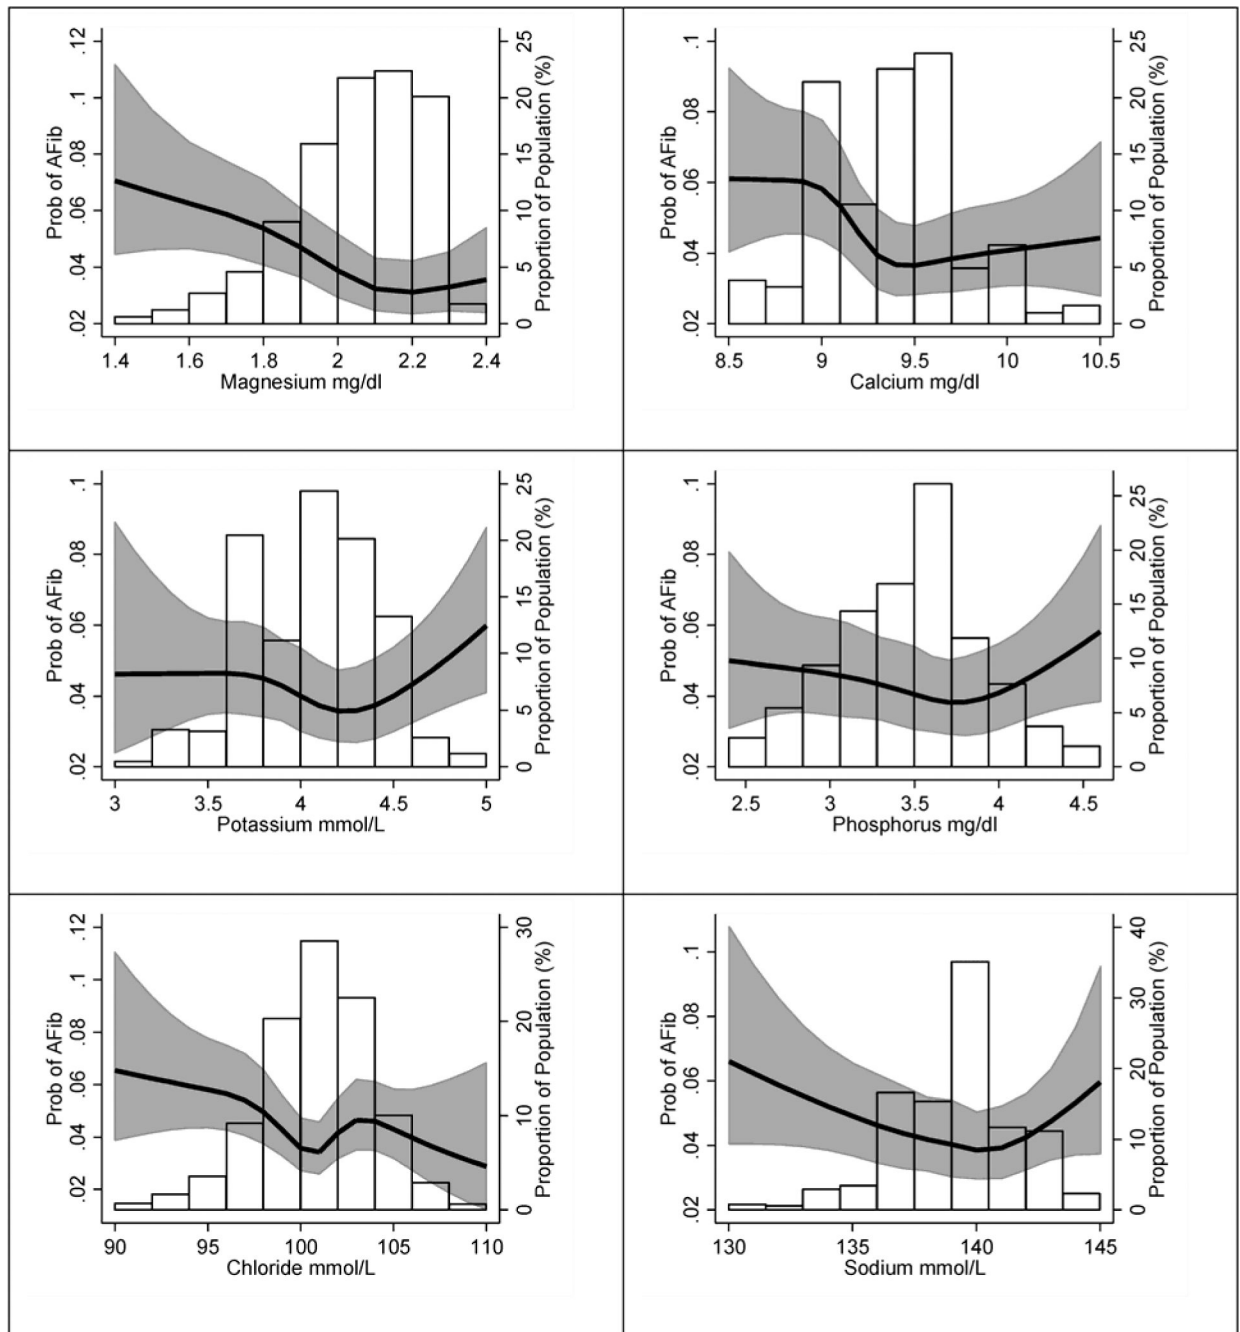 Prob of AFib
.02 .04 .06 .08 .1 .12
Proportion of Population (%)
0 5 10 15 20 25
1.4 1.6 1.8 2 2.2 2.4
Magnesium mg/dl
Prob of AFib
.02 .04 .06 .08 .1
Proportion of Population (%)
0 5 10 15 20 25
8.5 9 9.5 10 10.5
Calcium mg/dl
Prob of AFib
.02 .04 .06 .08 .1
Proportion of Population (%)
0 5 10 15 20 25
3 3.5 4 4.5 5
Potassium mmol/L
Prob of AFib
.02 .04 .06 .08 .1
Proportion of Population (%)
0 5 10 15 20 25
2.5 3 3.5 4 4.5
Phosphorus mg/dl
Prob of AFib
.02 .04 .06 .08 .1 .12
Proportion of Population (%)
0 10 20 30
90 95 100 105 110
Chloride mmol/L
Prob of AFib
.02 .04 .06 .08 .1
Proportion of Population (%)
0 10 20 30 40
130 135 140 145
Sodium mmol/L